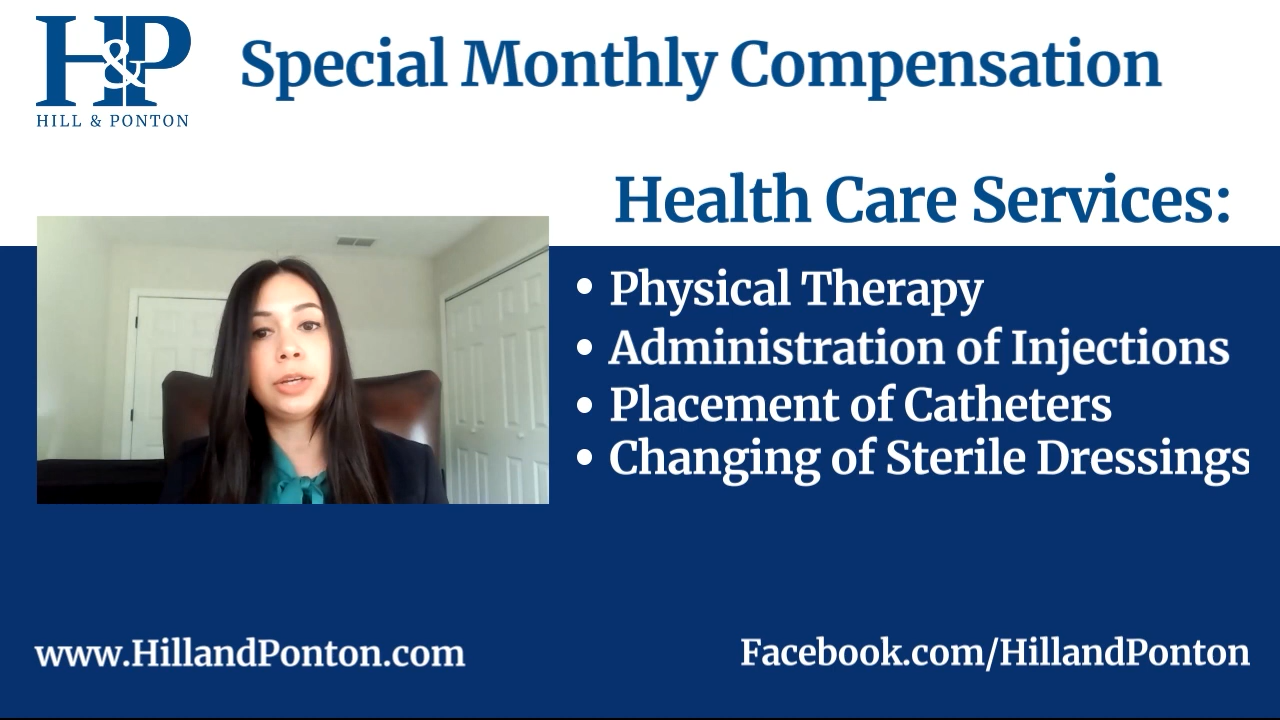 H&P
HILL & PONTON
Special Monthly Compensation
Health Care Services:
• Physical Therapy
• Administration of Injections
• Placement of Catheters
• Changing of Sterile Dressings
www.HillandPonton.com
Facebook.com/HillandPonton